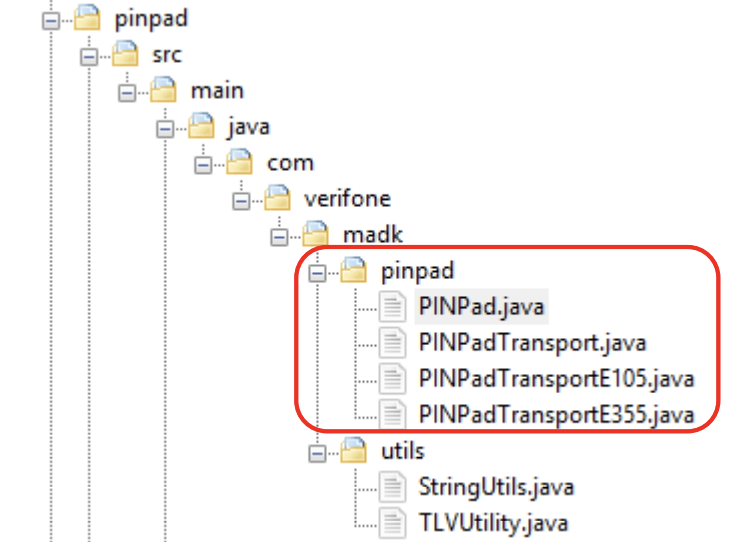 pinpad
src
main
java
com
verifone
madk
pinpad
PINPad.java
PINPadTransport.java
PINPadTransportE105.java
PINPadTransportE355.java
utils
StringUtils.java
TLVUtility.java